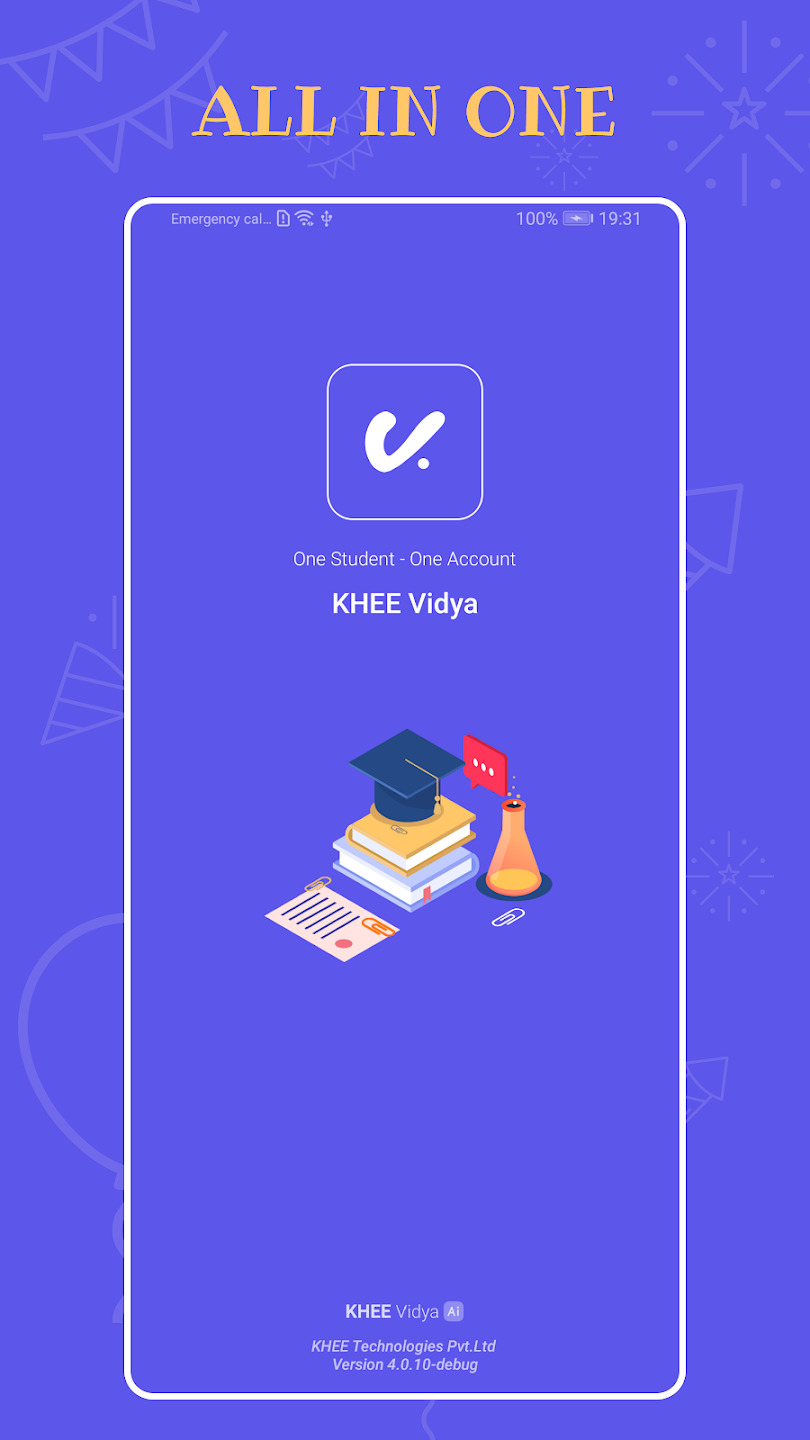 ALL IN ONE
Emergency cal... 100% 19:31
One Student - One Account
KHEE Vidya
KHEE Vidya Ai
KHEE Technologies Pvt.Ltd
Version 4.0.10-debug